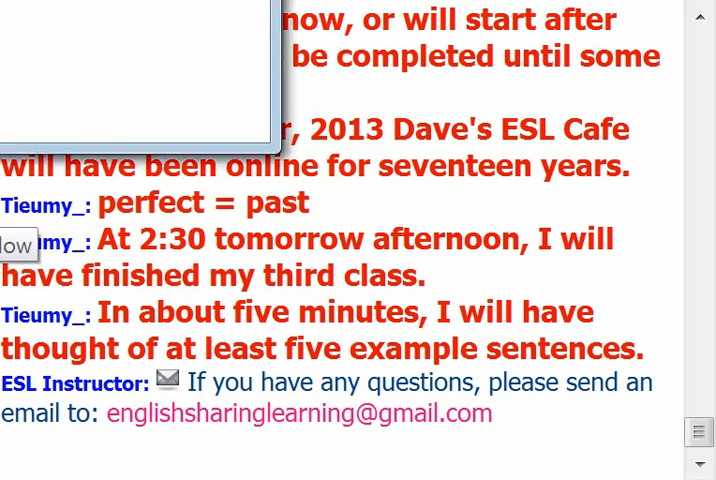 now, or will start after
be completed until some
r, 2013 Dave's ESL Cafe
will have been online for seventeen years.
Tieumy_: perfect = past
low umy_: At 2:30 tomorrow afternoon, I will
have finished my third class.
Tieumy_: In about five minutes, I will have
thought of at least five example sentences.
ESL Instructor: If you have any questions, please send an
email to: englishsharinglearning@gmail.com